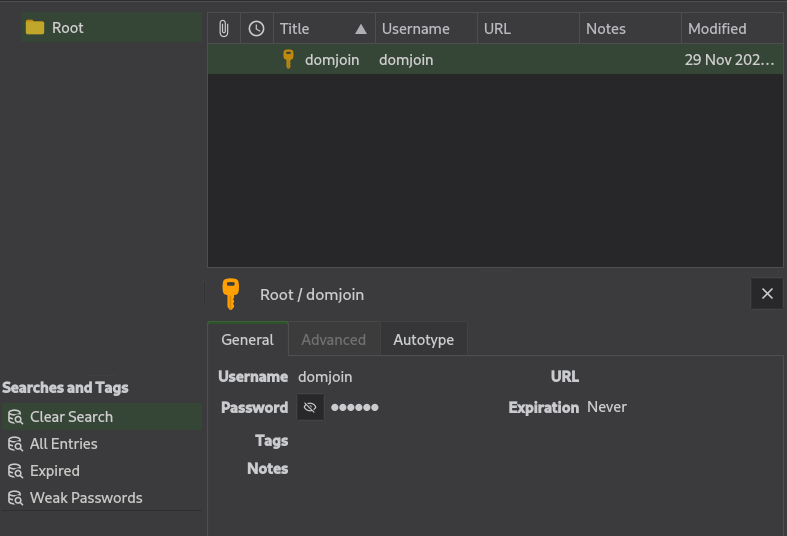 Root
Title Username URL Notes Modified
domjoin domjoin 29 Nov 202...
Root / domjoin
General Advanced Autotype
Username domjoin URL
Password ●●●●●● Expiration Never
Tags
Notes
Searches and Tags
Clear Search
All Entries
Expired
Weak Passwords